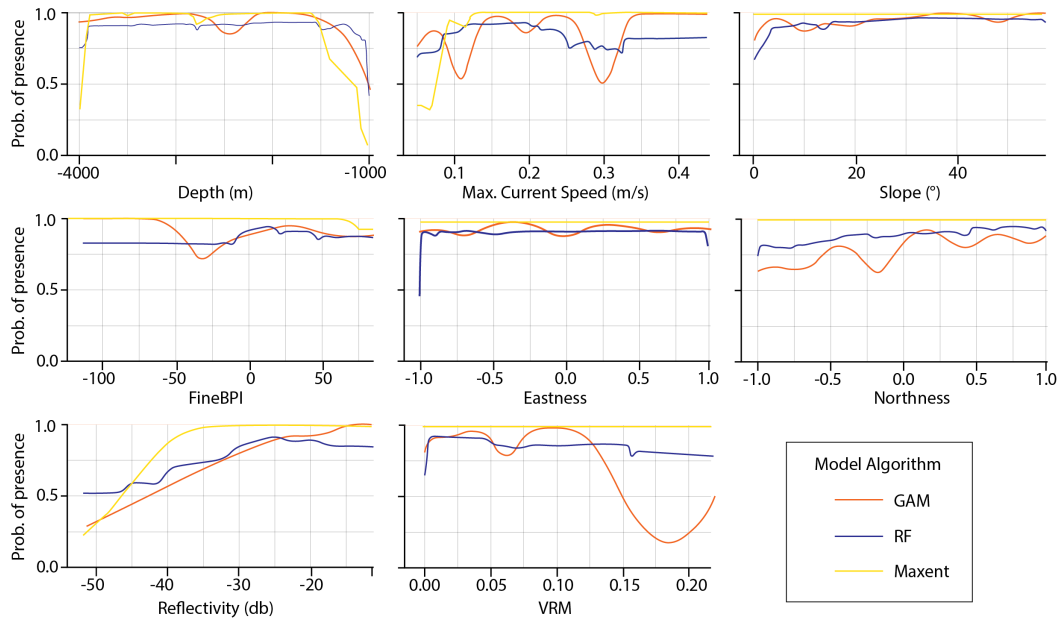 Prob. of presence
1.0
0.5
0.0
-4000
-1000
Depth (m)
0.1
0.2
0.3
0.4
Max. Current Speed (m/s)
0
20
40
Slope (°)
Prob. of presence
1.0
0.5
0.0
-100
-50
0
50
FineBPI
-1.0
-0.5
0.0
0.5
1.0
Eastness
-1.0
-0.5
0.0
0.5
1.0
Northness
Prob. of presence
1.0
0.5
0.0
-50
-40
-30
-20
Reflectivity (db)
0.00
0.05
0.10
0.15
0.20
VRM
Model Algorithm
GAM
RF
Maxent